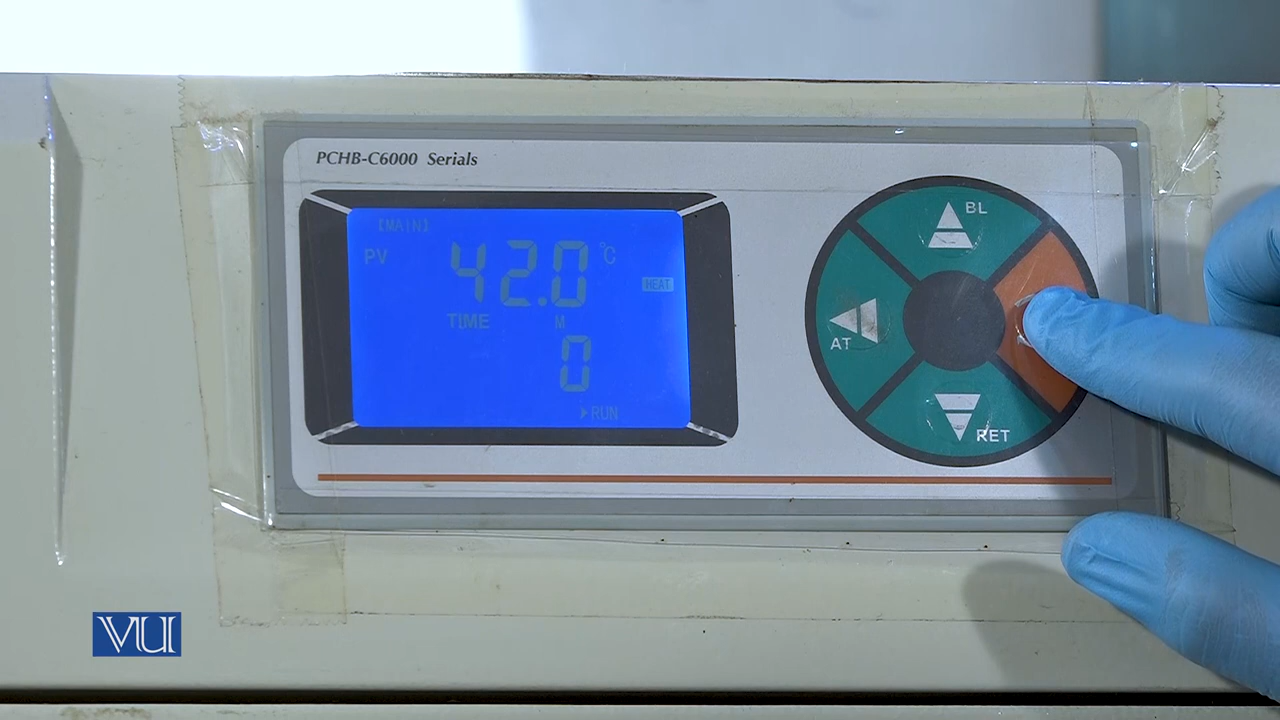 PCHB-C6000 Serials
[MAIN]
PV 42.0 °C
HEAT
TIME M
0
▶RUN
BL
AT
RET
VU